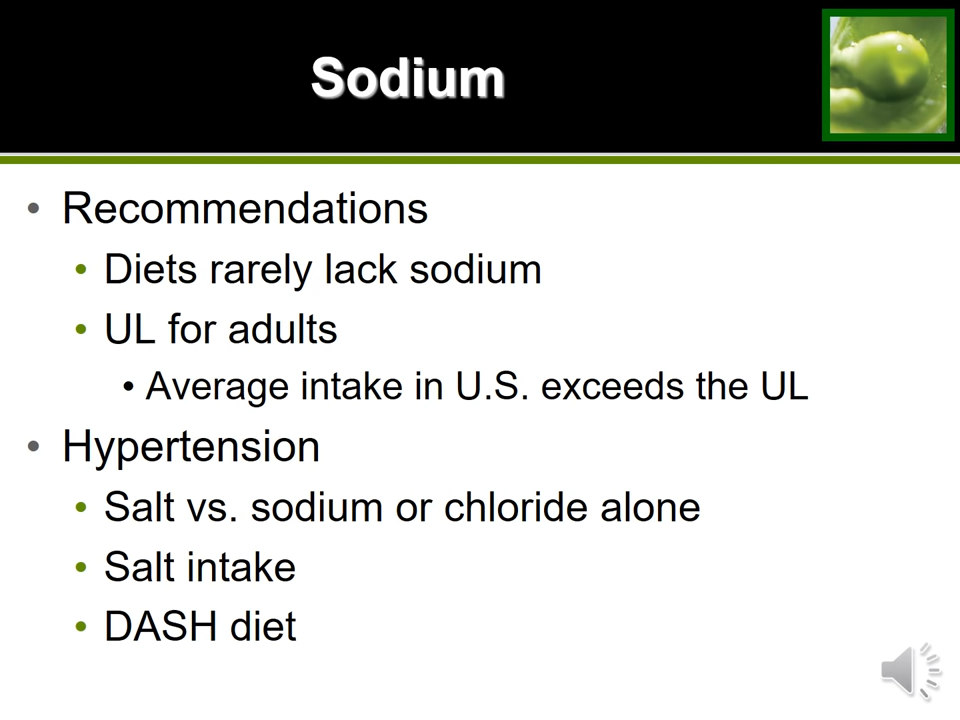 Sodium
• Recommendations
• Diets rarely lack sodium
• UL for adults
• Average intake in U.S. exceeds the UL
• Hypertension
• Salt vs. sodium or chloride alone
• Salt intake
• DASH diet